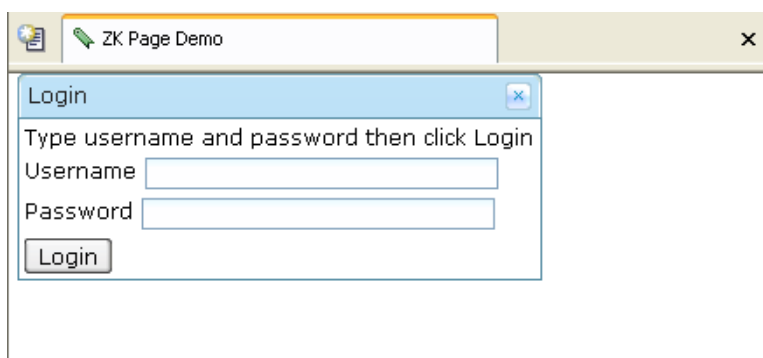 ZK Page Demo
Login
Type username and password then click Login
Username
Password
Login